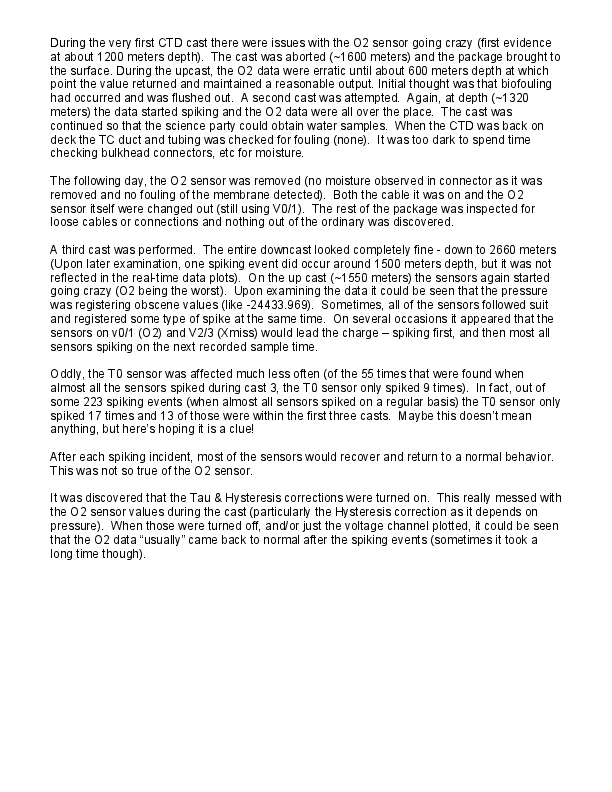 During the very first CTD cast there were issues with the O2 sensor going crazy (first evidence
at about 1200 meters depth).  The cast was aborted (~1600 meters) and the package brought to
the surface. During the upcast, the O2 data were erratic until about 600 meters depth at which
point the value returned and maintained a reasonable output. Initial thought was that biofouling
had occurred and was flushed out.  A second cast was attempted.  Again, at depth (~1320
meters) the data started spiking and the O2 data were all over the place.  The cast was
continued so that the science party could obtain water samples.  When the CTD was back on
deck the TC duct and tubing was checked for fouling (none).  It was too dark to spend time
checking bulkhead connectors, etc for moisture.

The following day, the O2 sensor was removed (no moisture observed in connector as it was
removed and no fouling of the membrane detected).  Both the cable it was on and the O2
sensor itself were changed out (still using V0/1).  The rest of the package was inspected for
loose cables or connections and nothing out of the ordinary was discovered.

A third cast was performed.  The entire downcast looked completely fine - down to 2660 meters
(Upon later examination, one spiking event did occur around 1500 meters depth, but it was not
reflected in the real-time data plots).  On the up cast (~1550 meters) the sensors again started
going crazy (O2 being the worst).  Upon examining the data it could be seen that the pressure
was registering obscene values (like -24433.969).  Sometimes, all of the sensors followed suit
and registered some type of spike at the same time.  On several occasions it appeared that the
sensors on v0/1 (O2) and V2/3 (Xmiss) would lead the charge – spiking first, and then most all
sensors spiking on the next recorded sample time.

Oddly, the T0 sensor was affected much less often (of the 55 times that were found when
almost all the sensors spiked during cast 3, the T0 sensor only spiked 9 times).  In fact, out of
some 223 spiking events (when almost all sensors spiked on a regular basis) the T0 sensor only
spiked 17 times and 13 of those were within the first three casts.  Maybe this doesn't mean
anything, but here's hoping it is a clue!

After each spiking incident, most of the sensors would recover and return to a normal behavior.
This was not so true of the O2 sensor.

It was discovered that the Tau & Hysteresis corrections were turned on.  This really messed with
the O2 sensor values during the cast (particularly the Hysteresis correction as it depends on
pressure).  When those were turned off, and/or just the voltage channel plotted, it could be seen
that the O2 data “usually” came back to normal after the spiking events (sometimes it took a
long time though).